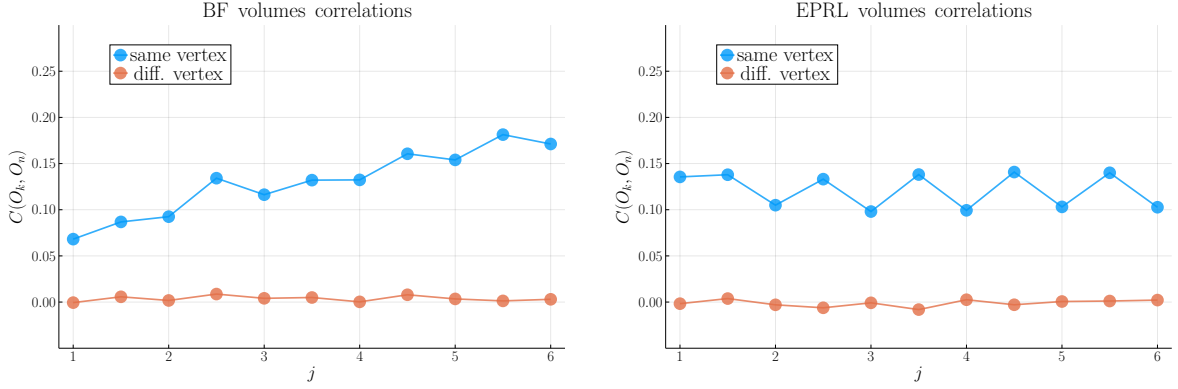 BF volumes correlations
same vertex
diff. vertex
0.25
0.20
0.15
0.10
0.05
0.00
C(O_k, O_n)
1 2 3 4 5 6
j
EPRL volumes correlations
same vertex
diff. vertex
0.25
0.20
0.15
0.10
0.05
0.00
C(O_k, O_n)
1 2 3 4 5 6
j